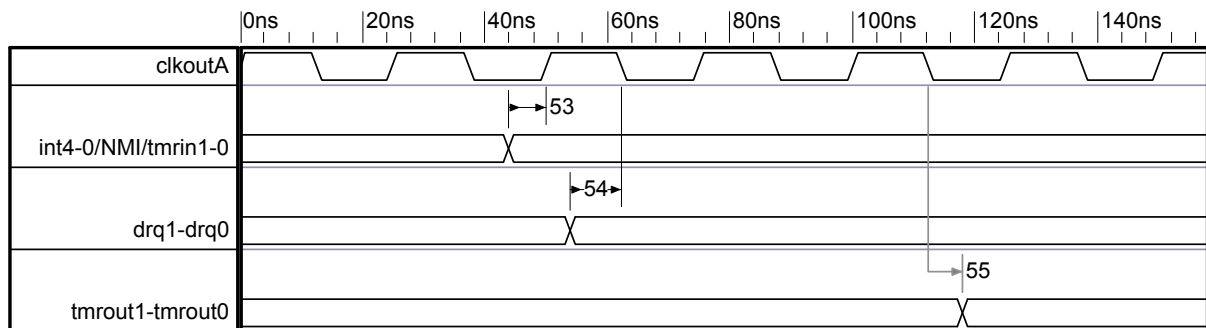 0ns 20ns 40ns 60ns 80ns 100ns 120ns 140ns
clkoutA
53
int4-0/NMI/tmrin1-0
54
drq1-drq0
55
tmrout1-tmrout0